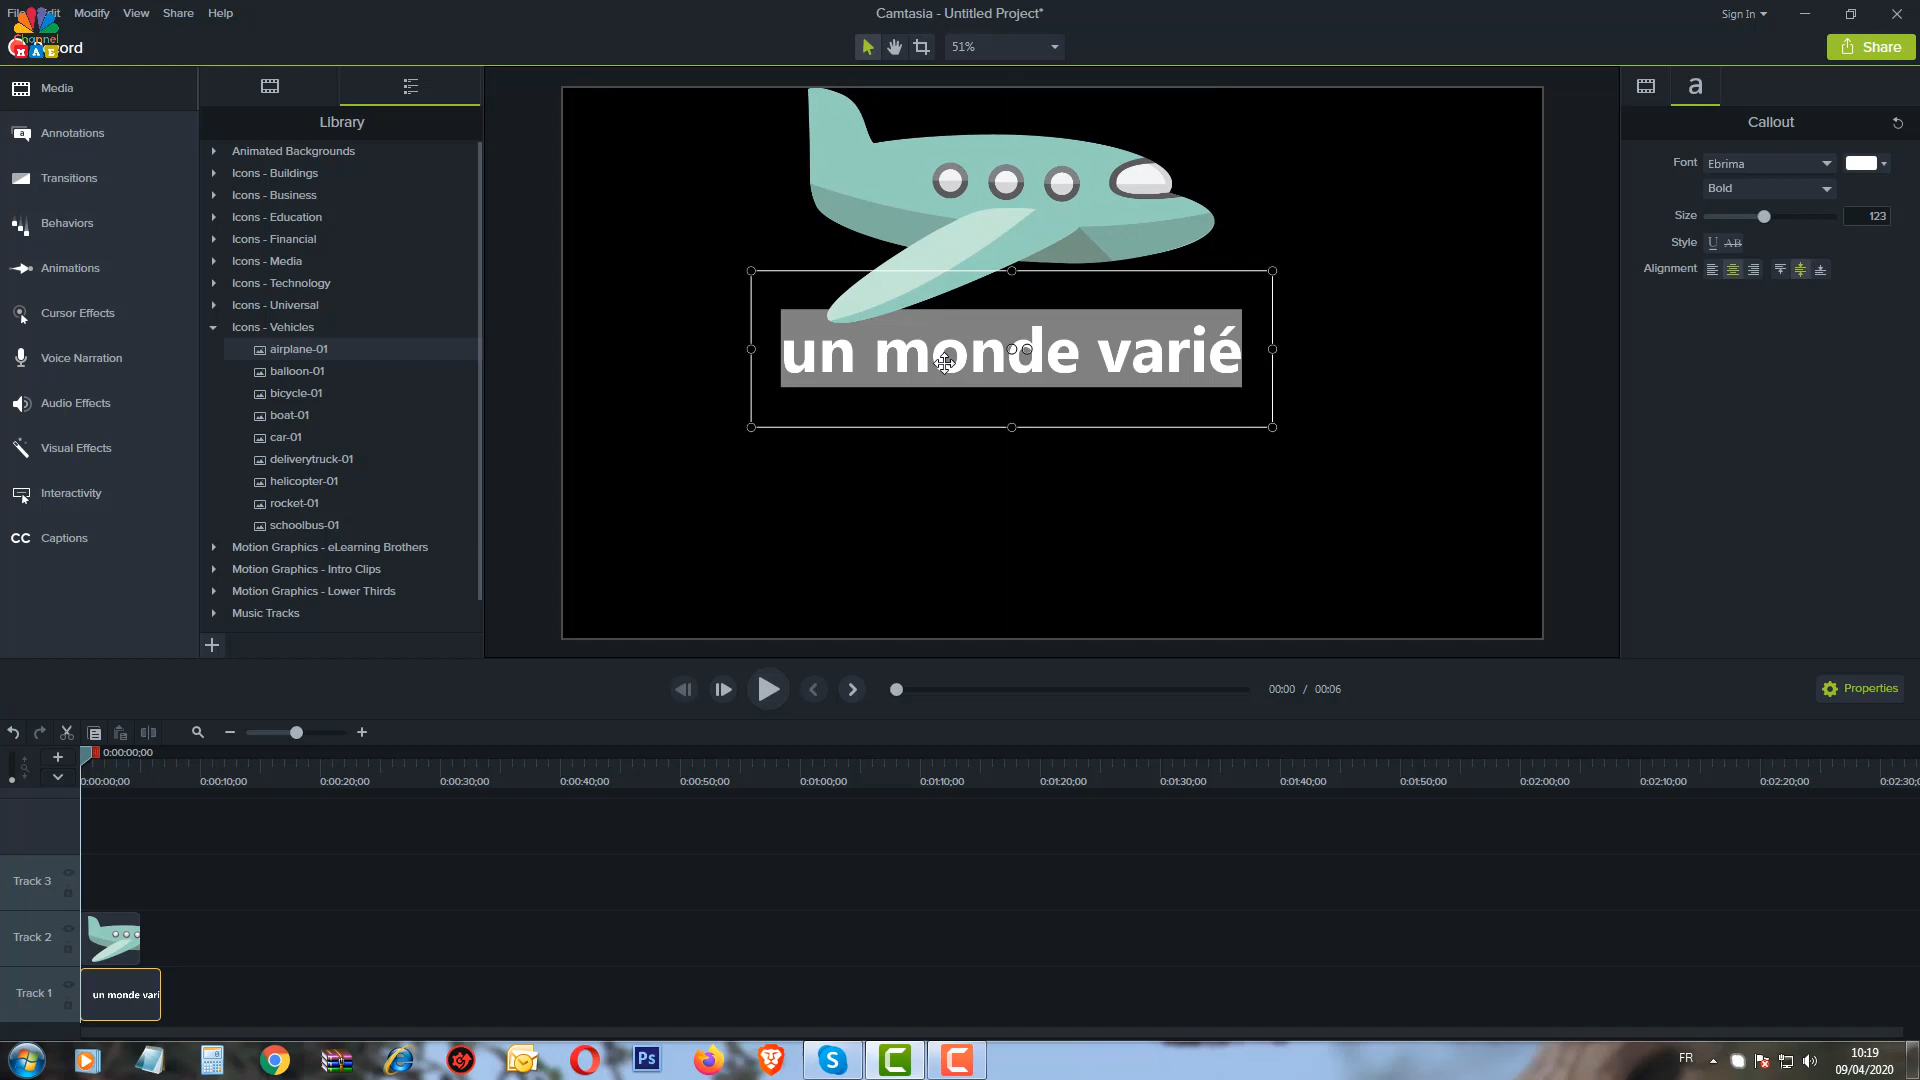 File Edit Modify View Share Help
Camtasia - Untitled Project*
Sign In
Channel
MAE
Record
51%
Share
Media
Annotations
Transitions
Behaviors
Animations
Cursor Effects
Voice Narration
Audio Effects
Visual Effects
Interactivity
CC Captions
Library
Animated Backgrounds
Icons - Buildings
Icons - Business
Icons - Education
Icons - Financial
Icons - Media
Icons - Technology
Icons - Universal
Icons - Vehicles
airplane-01
balloon-01
bicycle-01
boat-01
car-01
deliverytruck-01
helicopter-01
rocket-01
schoolbus-01
Motion Graphics - eLearning Brothers
Motion Graphics - Intro Clips
Motion Graphics - Lower Thirds
Music Tracks
un monde varié
a
Callout
Font Ebrima
Bold
Size 123
Style U AB
Alignment
00:00 / 00:06
Properties
0:00:00;00
0:00:00;00 0:00:10;00 0:00:20;00 0:00:30;00 0:00:40;00 0:00:50;00 0:01:00;00 0:01:10;00 0:01:20;00 0:01:30;00 0:01:40;00 0:01:50;00 0:02:00;00 0:02:10;00 0:02:20;00 0:02:30;
Track 3
Track 2
Track 1
un monde vari
Ps
FR
10:19
09/04/2020